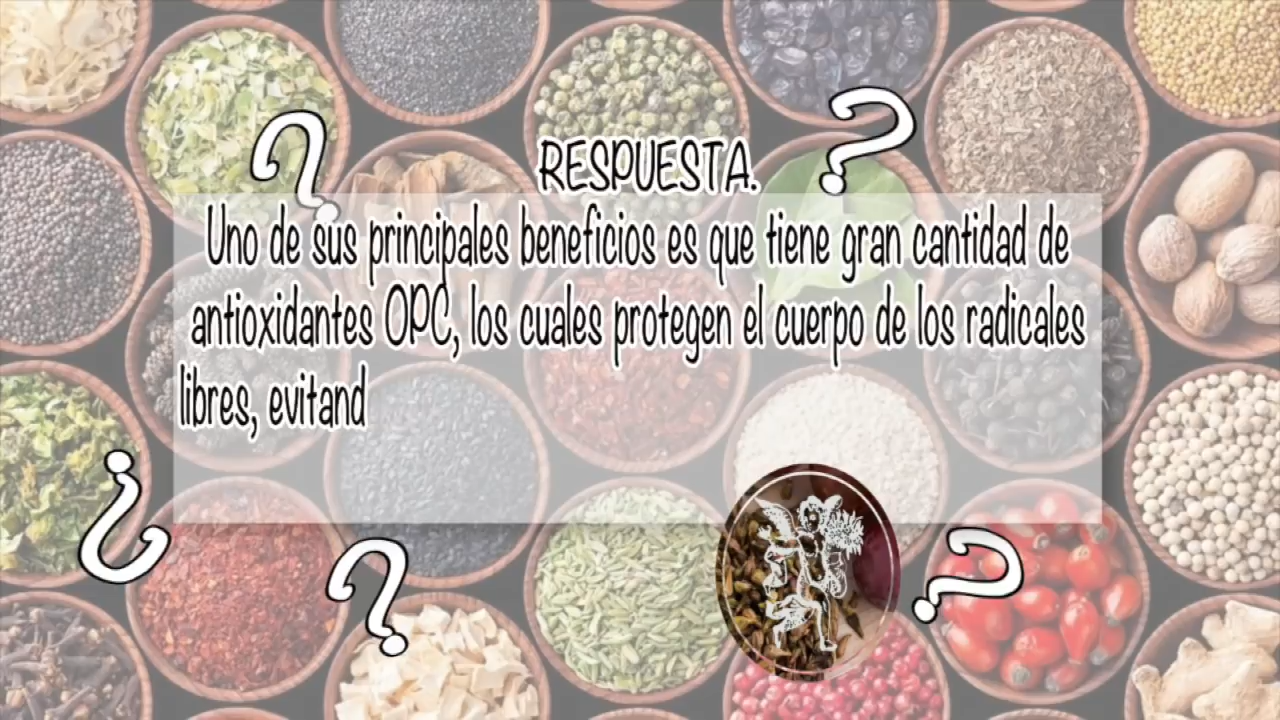 RESPUESTA.
Uno de sus principales beneficios es que tiene gran cantidad de
antioxidantes OPC, los cuales protegen el cuerpo de los radicales
libres, evitand